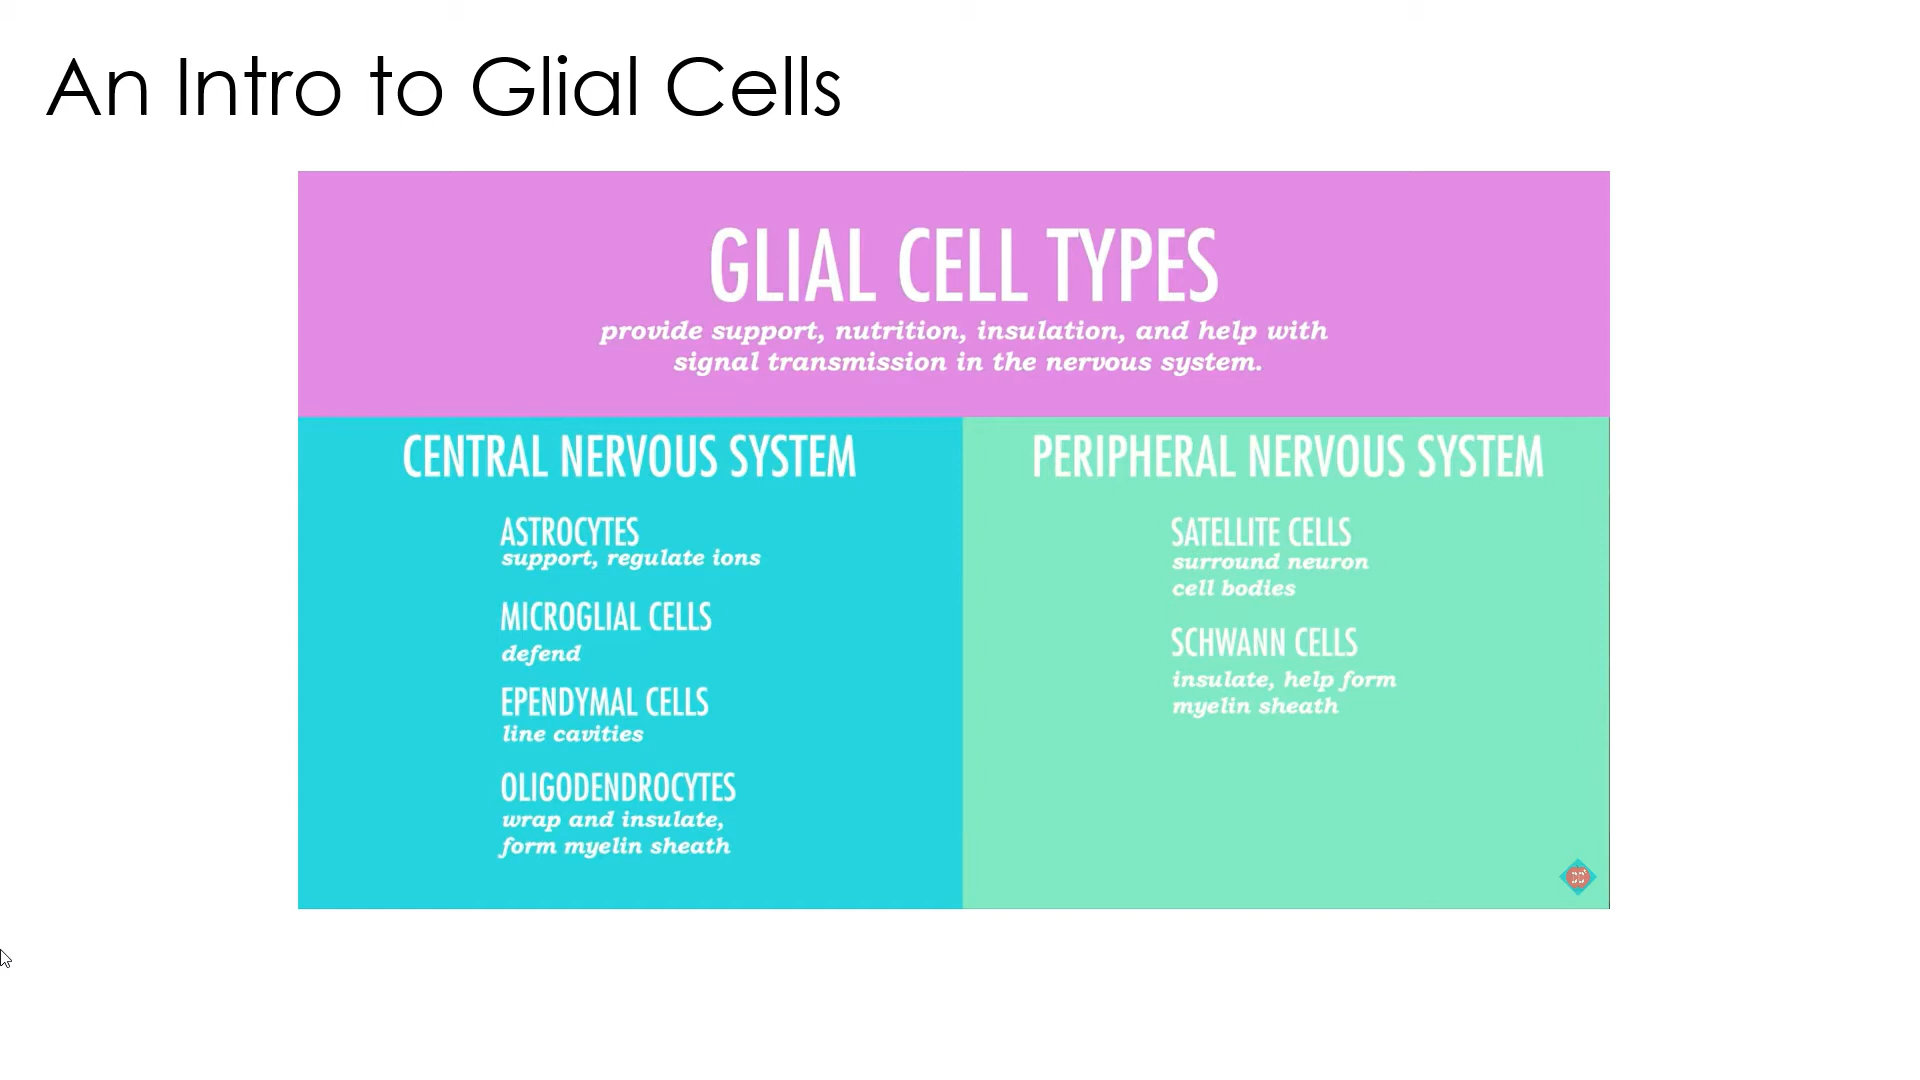 An Intro to Glial Cells
GLIAL CELL TYPES
provide support, nutrition, insulation, and help with
signal transmission in the nervous system.
CENTRAL NERVOUS SYSTEM
ASTROCYTES
support, regulate ions
MICROGLIAL CELLS
defend
EPENDYMAL CELLS
line cavities
OLIGODENDROCYTES
wrap and insulate,
form myelin sheath
PERIPHERAL NERVOUS SYSTEM
SATELLITE CELLS
surround neuron
cell bodies
SCHWANN CELLS
insulate, help form
myelin sheath